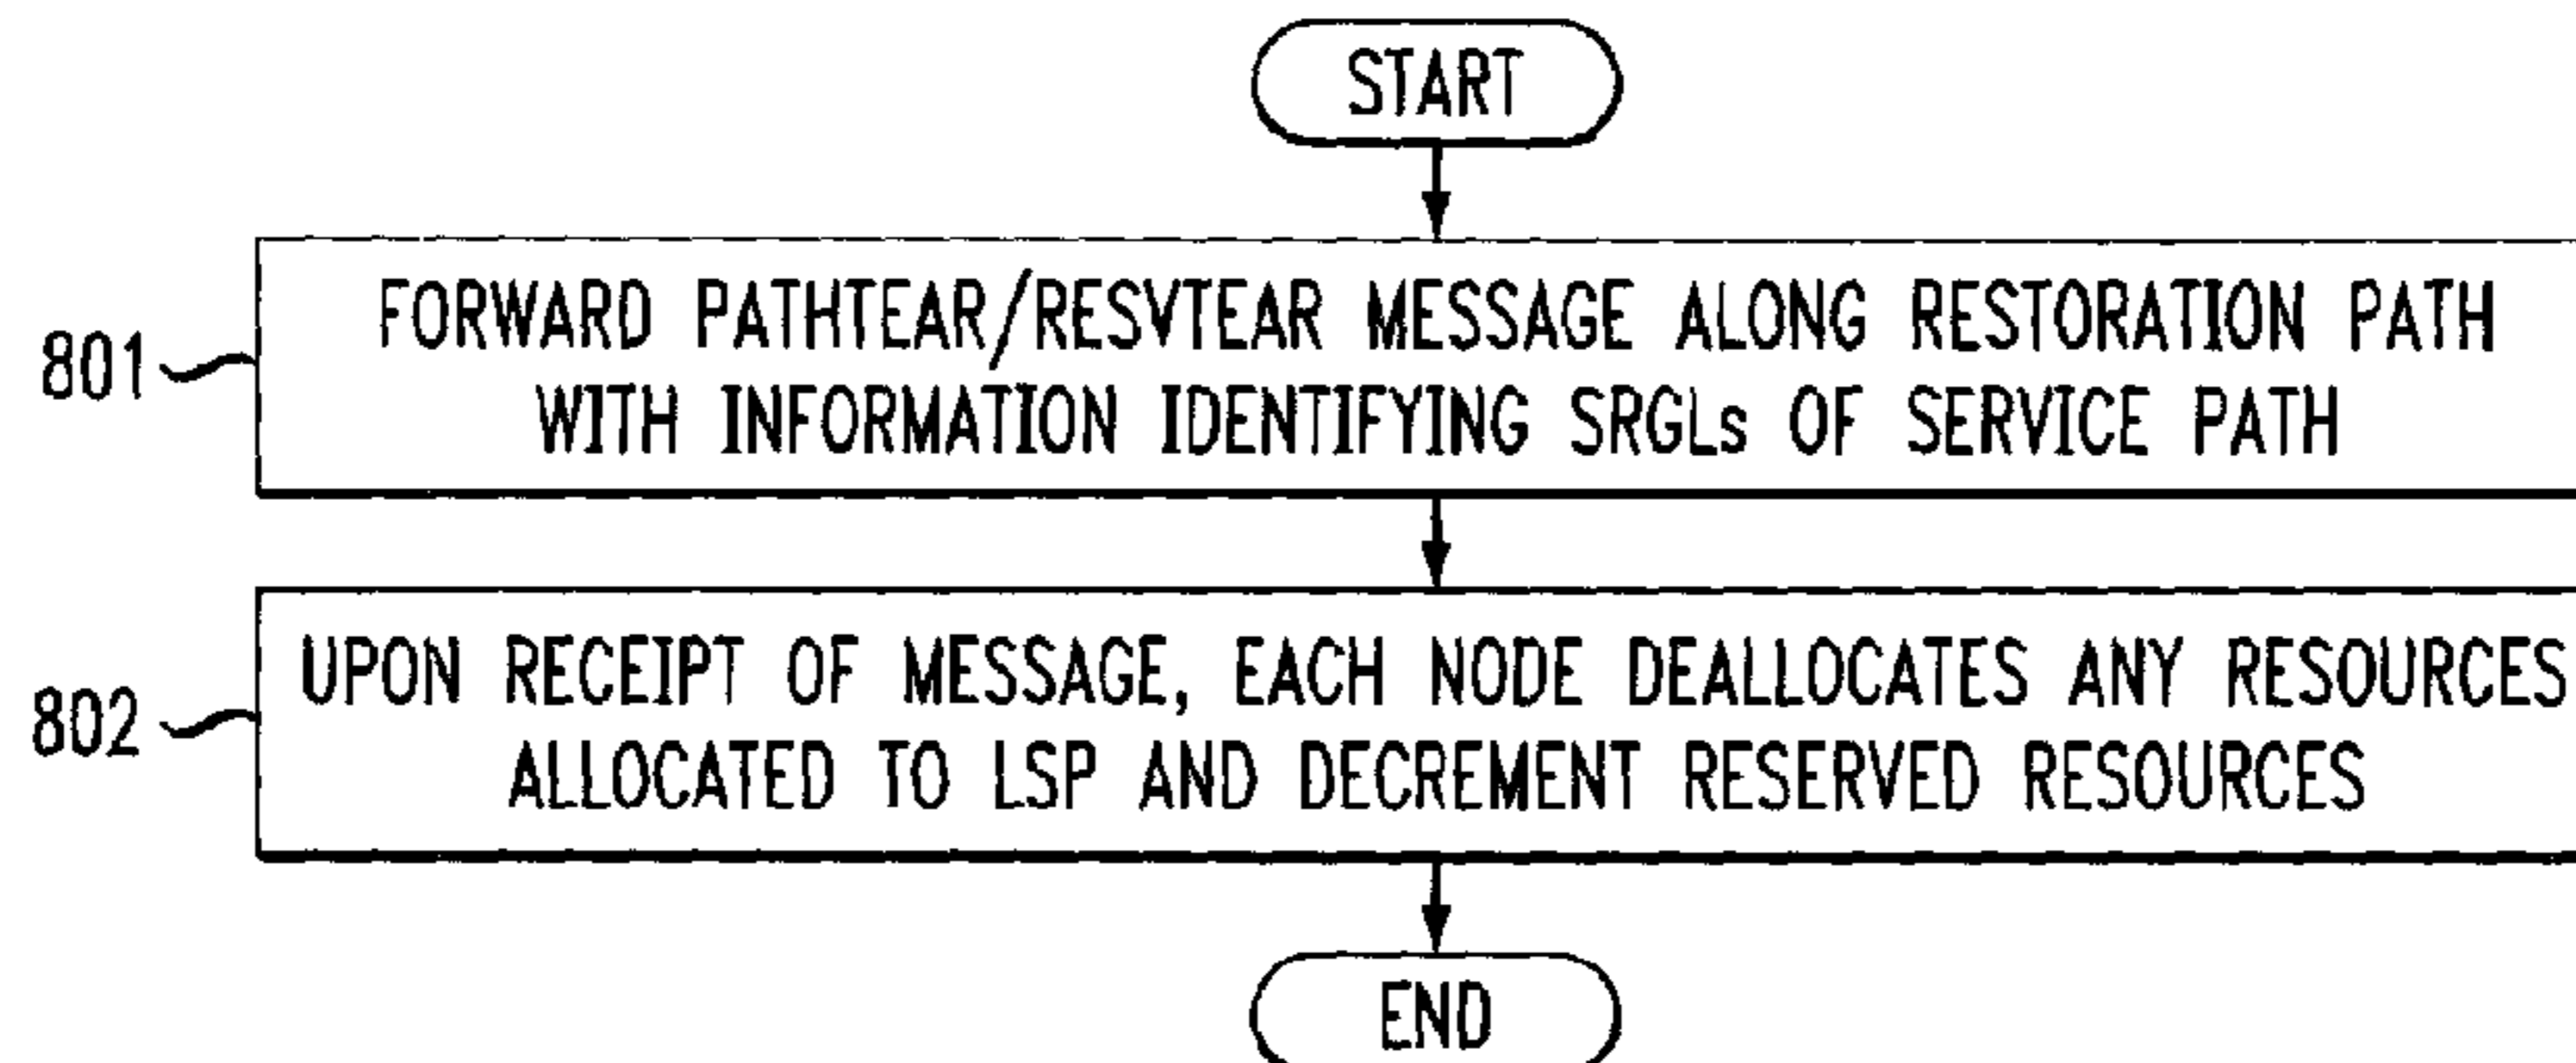 START
801
FORWARD PATHTEAR/RESVTEAR MESSAGE ALONG RESTORATION PATH
WITH INFORMATION IDENTIFYING SRGLs OF SERVICE PATH
802
UPON RECEIPT OF MESSAGE, EACH NODE DEALLOCATES ANY RESOURCES
ALLOCATED TO LSP AND DECREMENT RESERVED RESOURCES
END